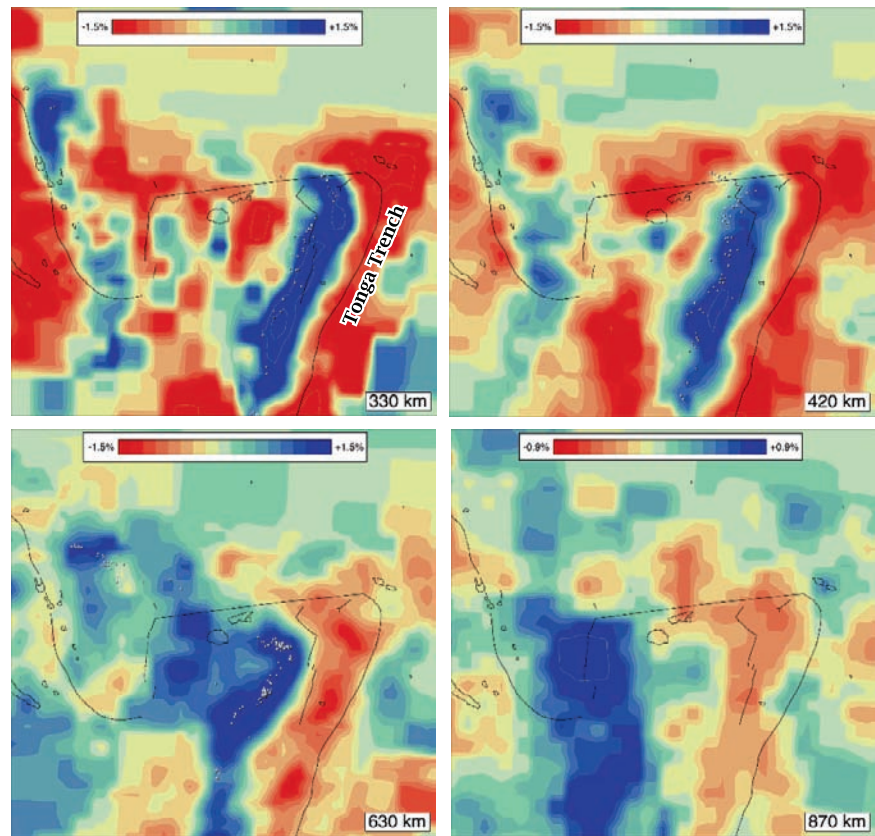 -1.5% +1.5%
-1.5% +1.5%
Tonga Trench
330 km
420 km
-1.5% +1.5%
-0.9% +0.9%
630 km
870 km